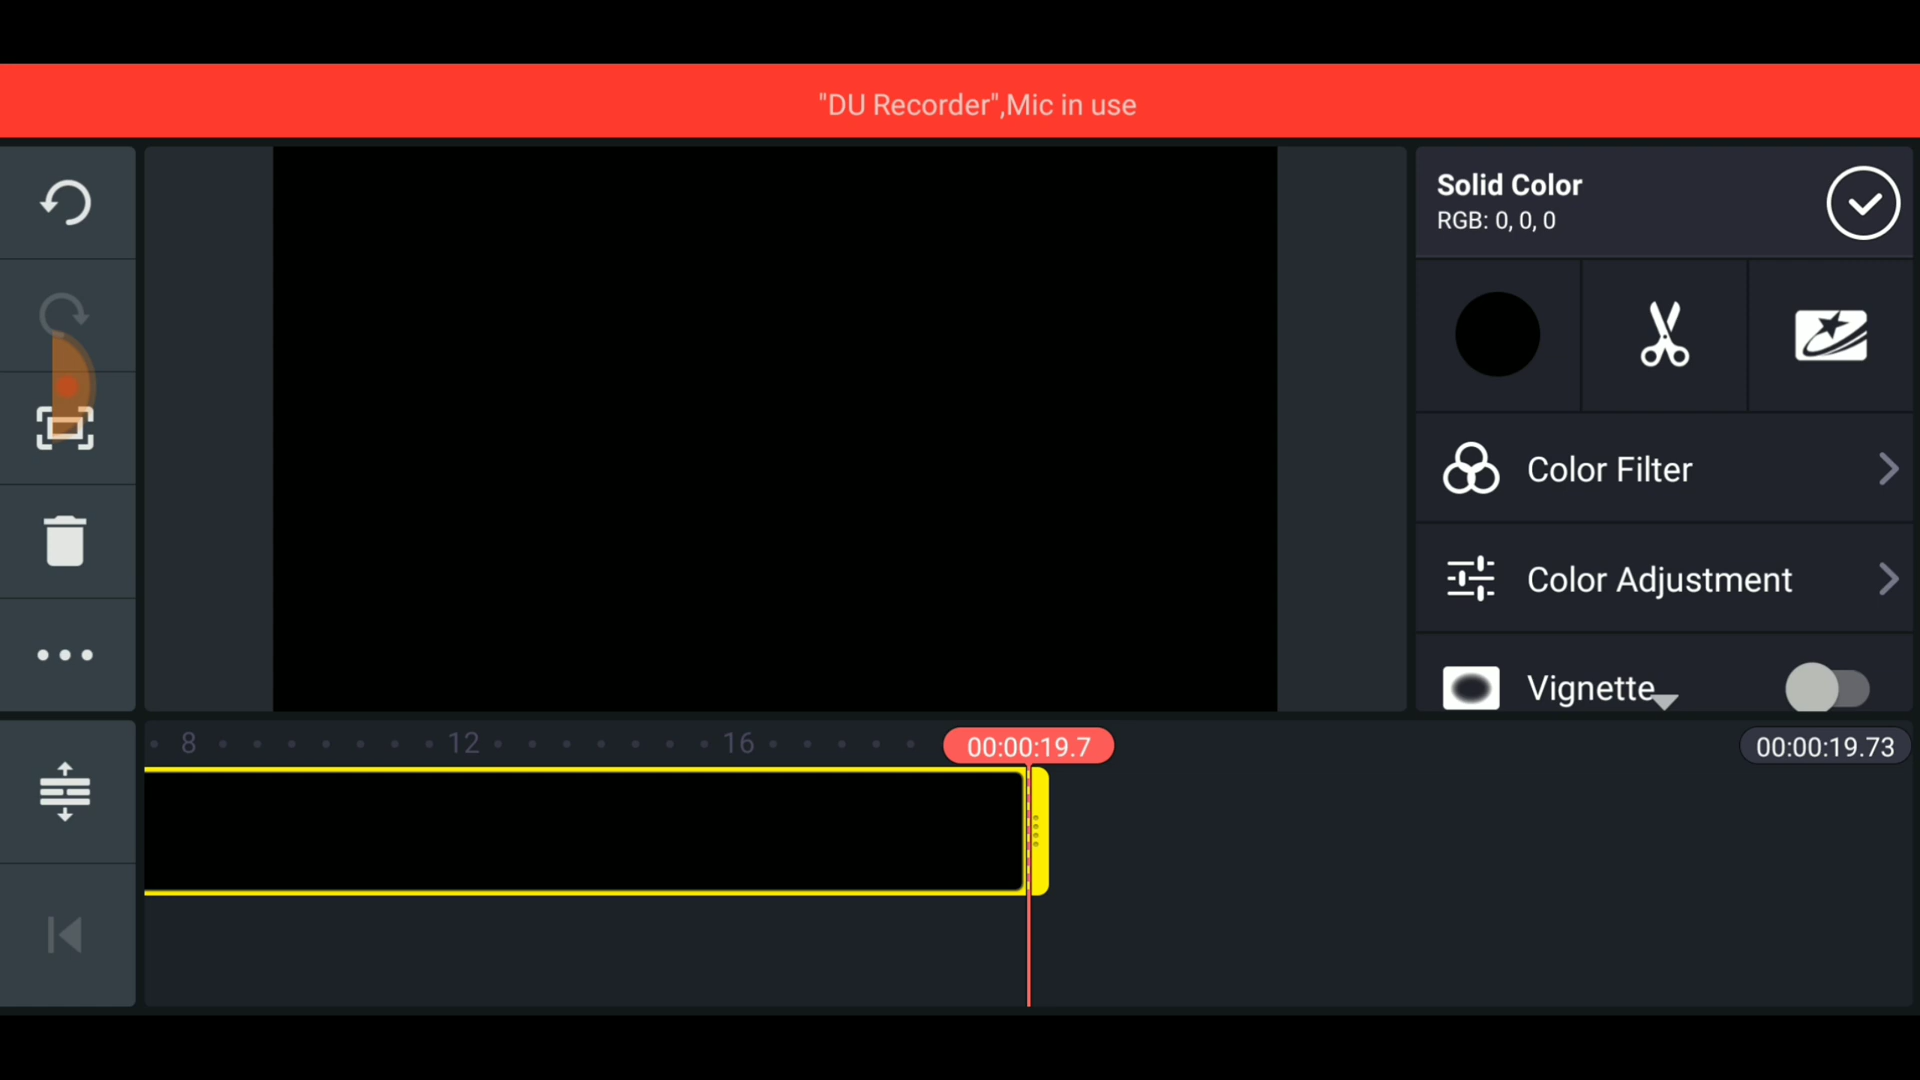 "DU Recorder",Mic in use
Solid Color
RGB: 0, 0, 0
Color Filter
Color Adjustment
Vignette
8 12 16 00:00:19.7 00:00:19.73